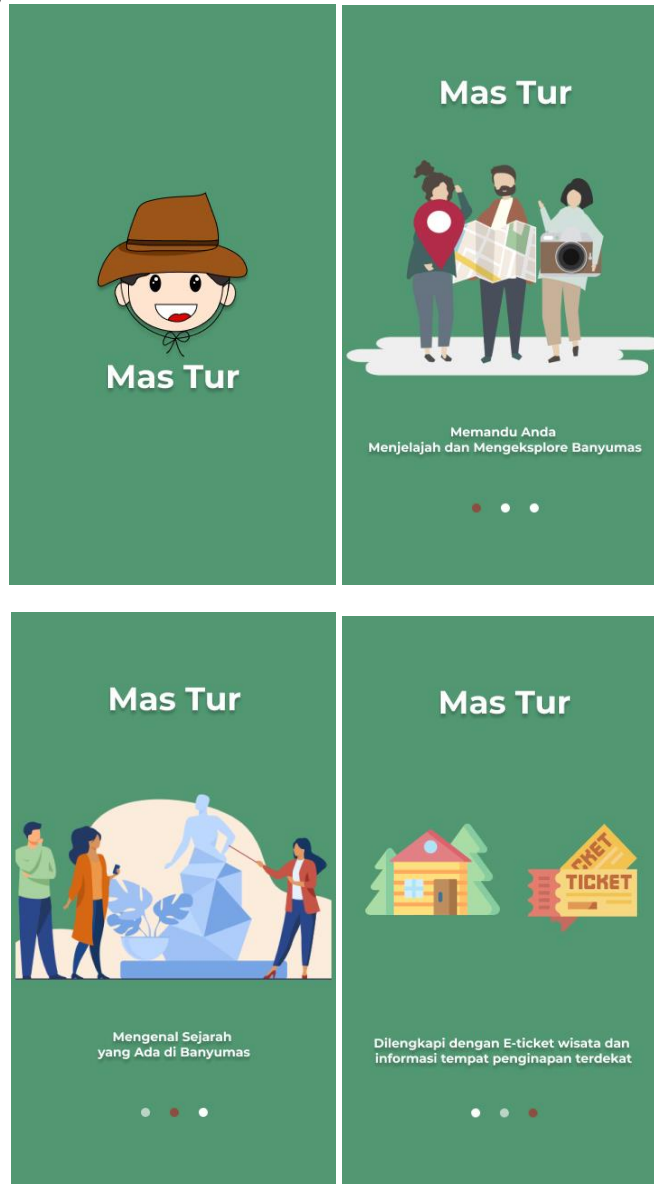 Mas Tur
Mas Tur
Memandu Anda
Menjelajah dan Mengeksplore Banyumas
Mas Tur
Mengenal Sejarah
yang Ada di Banyumas
Mas Tur
CKET
TICKET
Dilengkapi dengan E-ticket wisata dan
informasi tempat penginapan terdekat